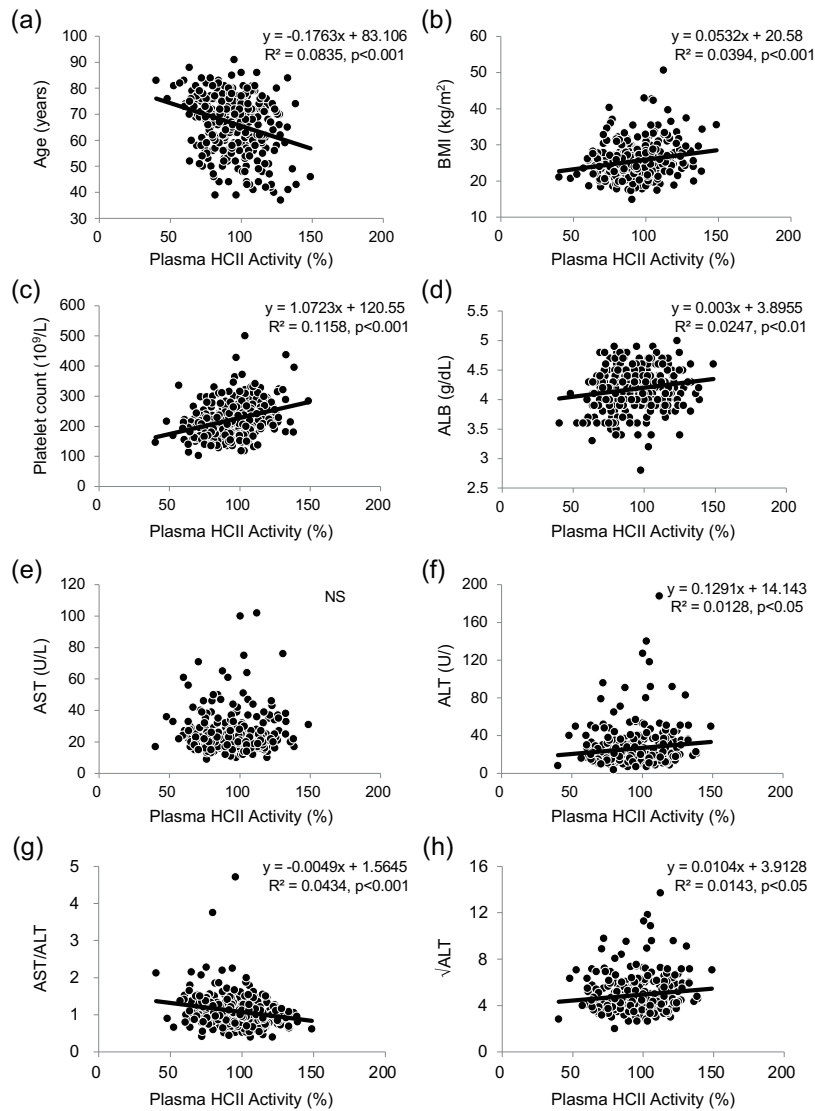 (a)
y = -0.1763x + 83.106
R² = 0.0835, p<0.001
Age (years)
100
90
80
70
60
50
40
30
0 50 100 150 200
Plasma HCII Activity (%)
(b)
y = 0.0532x + 20.58
R² = 0.0394, p<0.001
BMI (kg/m²)
60
50
40
30
20
10
0 50 100 150 200
Plasma HCII Activity (%)
(c)
y = 1.0723x + 120.55
R² = 0.1158, p<0.001
Platelet count (10⁹/L)
600
500
400
300
200
100
0
0 50 100 150 200
Plasma HCII Activity (%)
(d)
y = 0.003x + 3.8955
R² = 0.0247, p<0.01
ALB (g/dL)
5.5
5
4.5
4
3.5
3
2.5
0 50 100 150 200
Plasma HCII Activity (%)
(e)
NS
AST (U/L)
120
100
80
60
40
20
0
0 50 100 150 200
Plasma HCII Activity (%)
(f)
y = 0.1291x + 14.143
R² = 0.0128, p<0.05
ALT (U/)
200
160
120
80
40
0
0 50 100 150 200
Plasma HCII Activity (%)
(g)
y = -0.0049x + 1.5645
R² = 0.0434, p<0.001
AST/ALT
5
4
3
2
1
0
0 50 100 150 200
Plasma HCII Activity (%)
(h)
y = 0.0104x + 3.9128
R² = 0.0143, p<0.05
√ALT
16
12
8
4
0
0 50 100 150 200
Plasma HCII Activity (%)